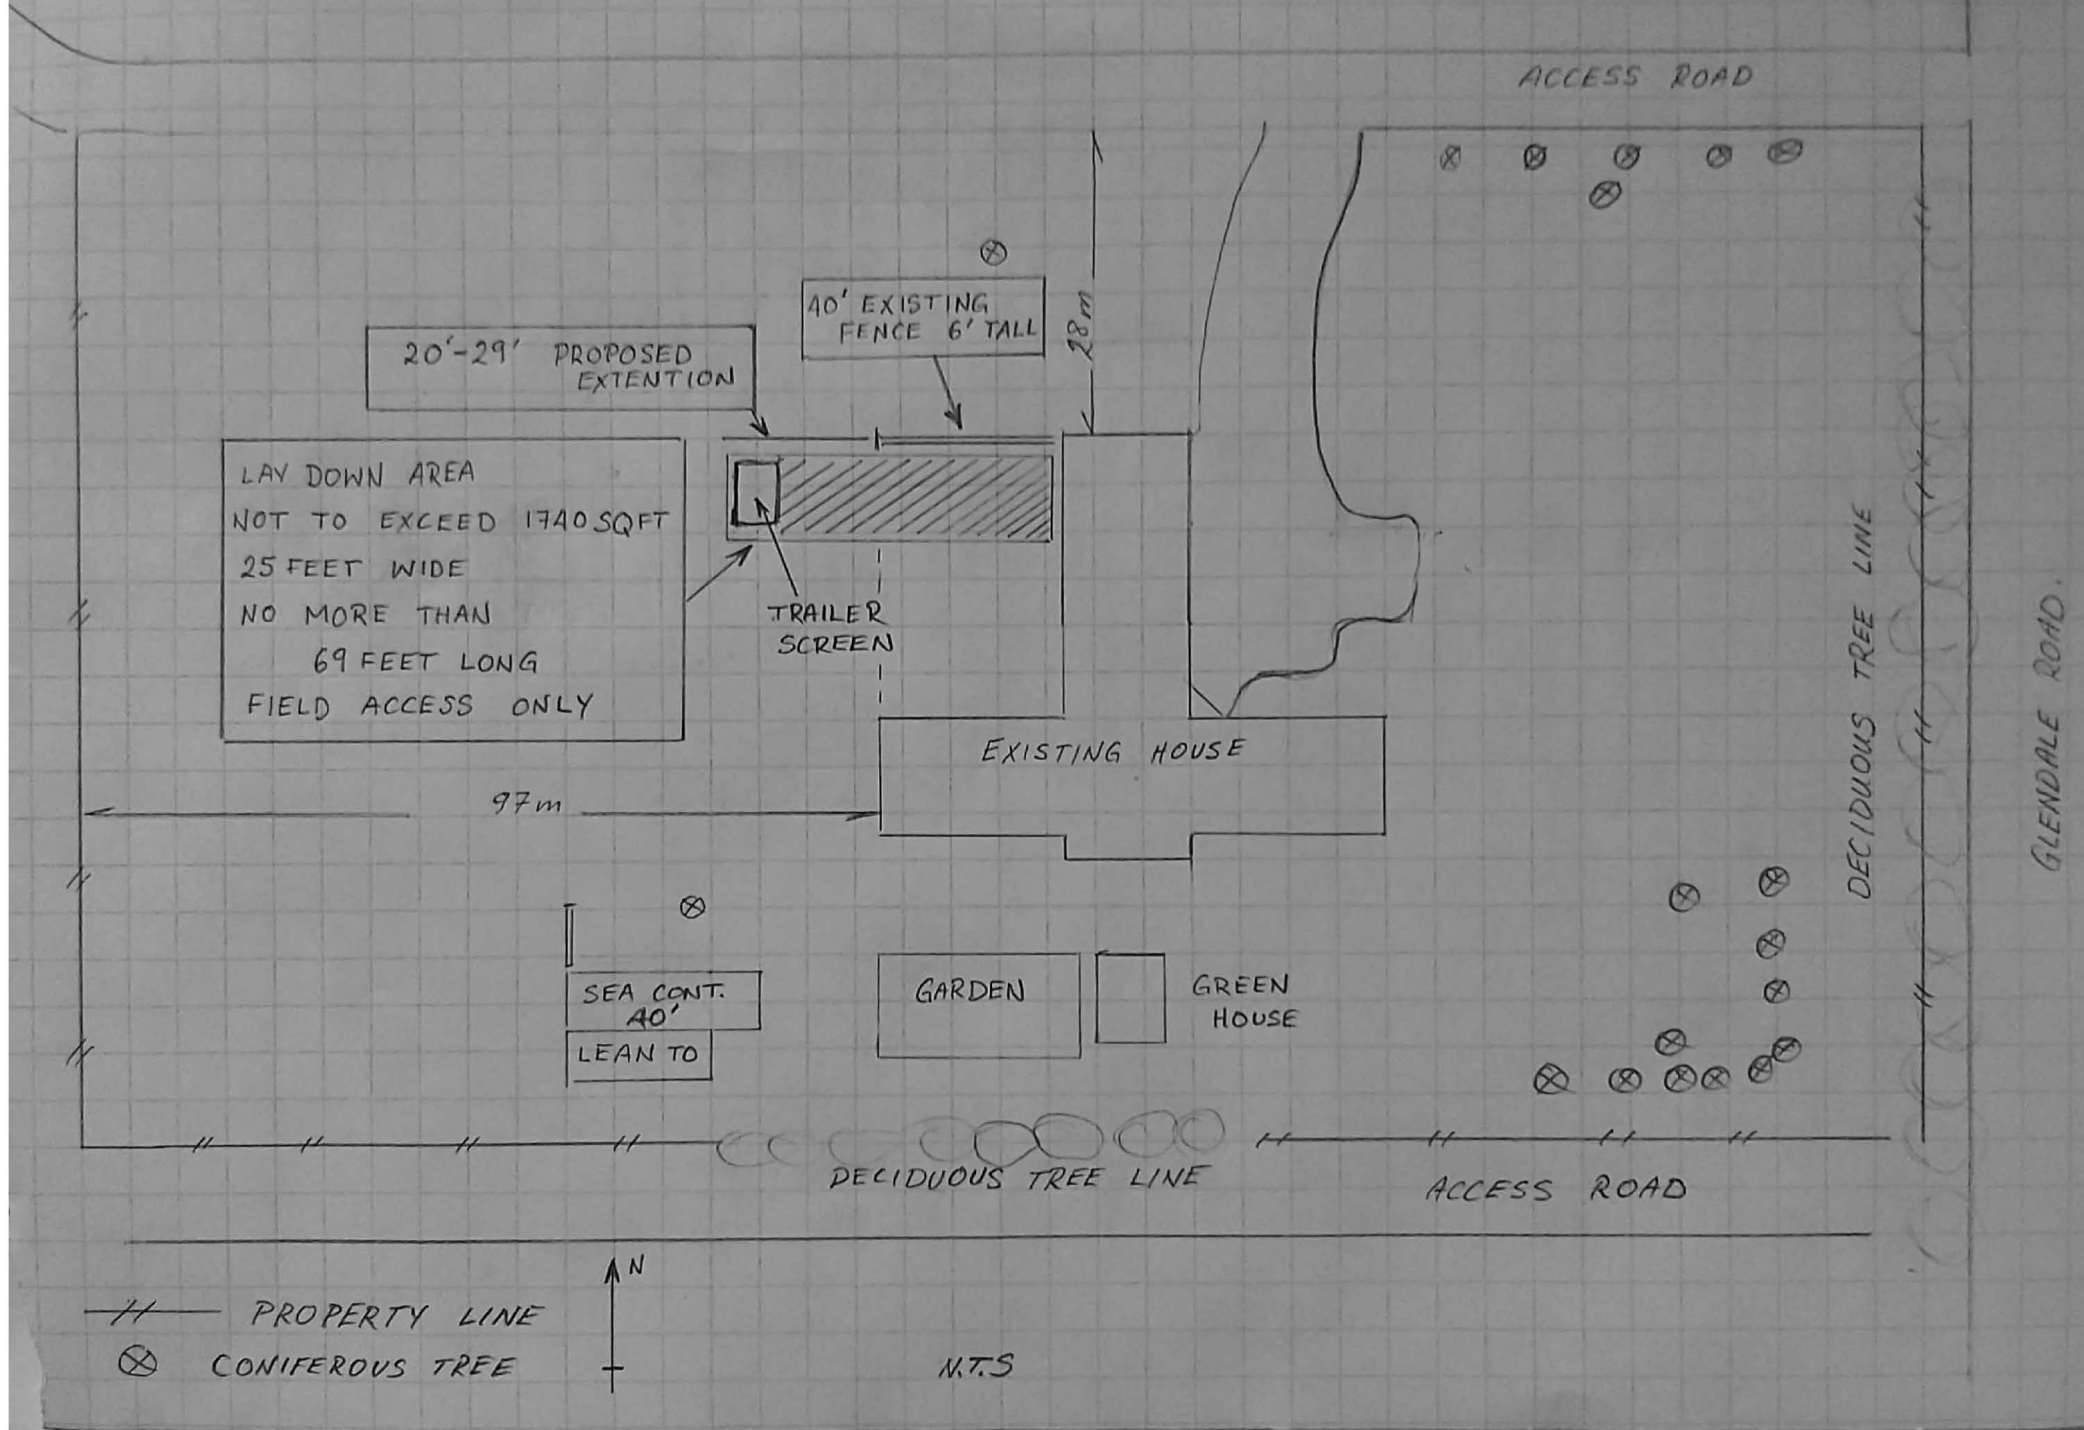 ACCESS ROAD
40' EXISTING
FENCE 6' TALL
28m
20'-29' PROPOSED
EXTENTION
LAY DOWN AREA
NOT TO EXCEED 1740 SQFT
25 FEET WIDE
NO MORE THAN
69 FEET LONG
FIELD ACCESS ONLY
TRAILER
SCREEN
EXISTING HOUSE
97m
DECIDUOUS TREE LINE
GLENDALE ROAD.
SEA CONT.
40'
LEAN TO
GARDEN
GREEN
HOUSE
DECIDUOUS TREE LINE
ACCESS ROAD
N
PROPERTY LINE
CONIFEROUS TREE
N.T.S